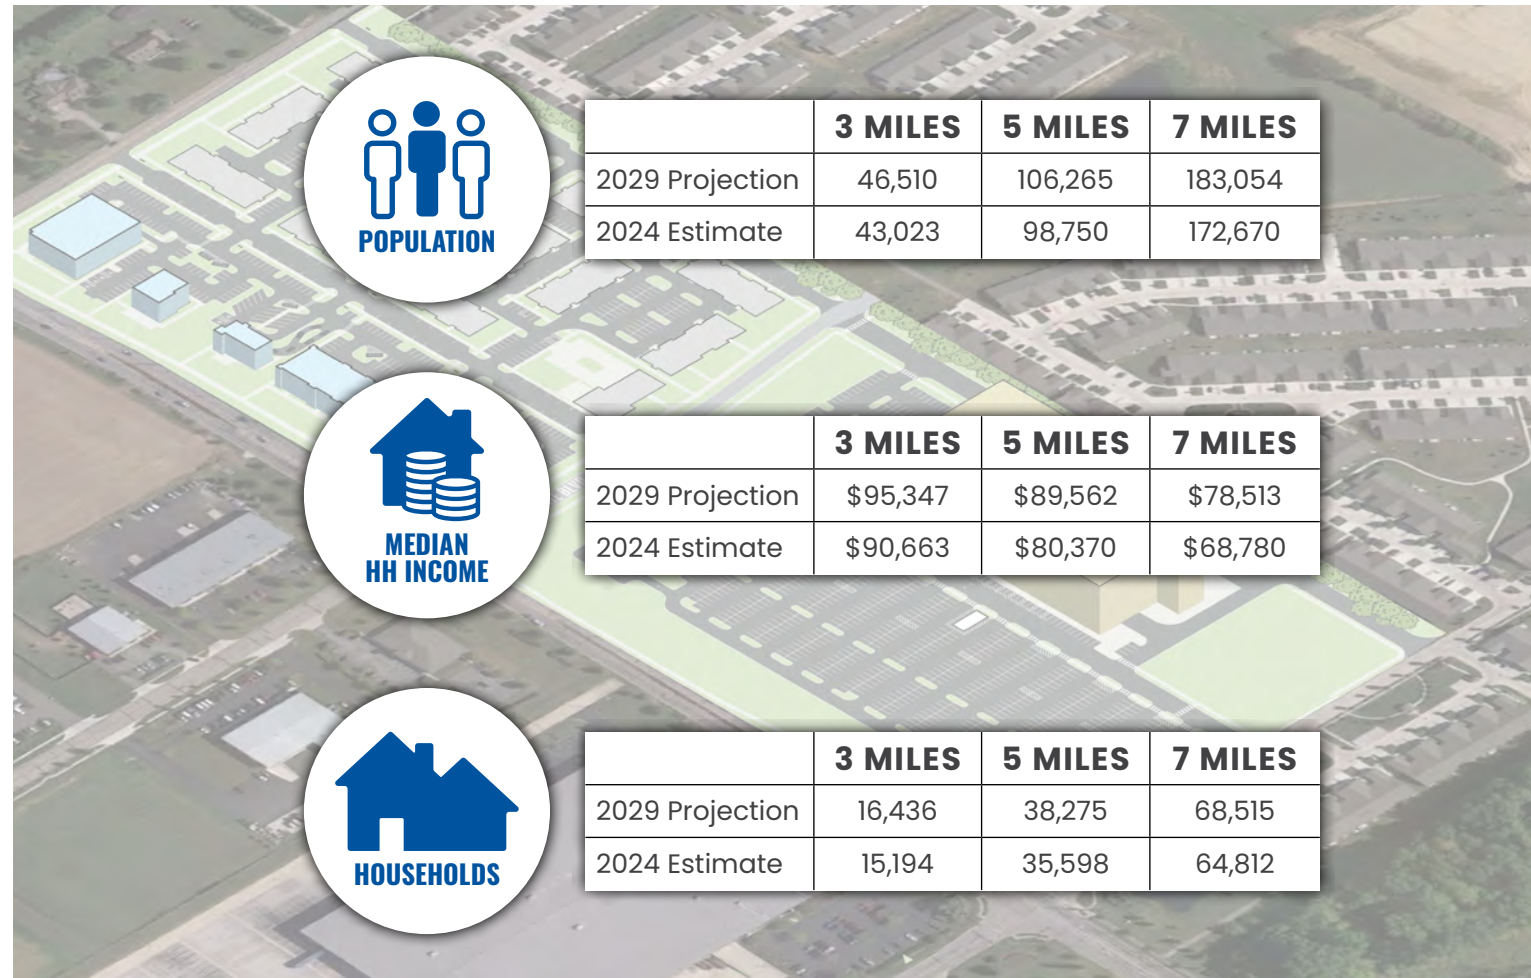 POPULATION
3 MILES 5 MILES 7 MILES
2029 Projection 46,510 106,265 183,054
2024 Estimate 43,023 98,750 172,670
MEDIAN
HH INCOME
3 MILES 5 MILES 7 MILES
2029 Projection $95,347 $89,562 $78,513
2024 Estimate $90,663 $80,370 $68,780
HOUSEHOLDS
3 MILES 5 MILES 7 MILES
2029 Projection 16,436 38,275 68,515
2024 Estimate 15,194 35,598 64,812